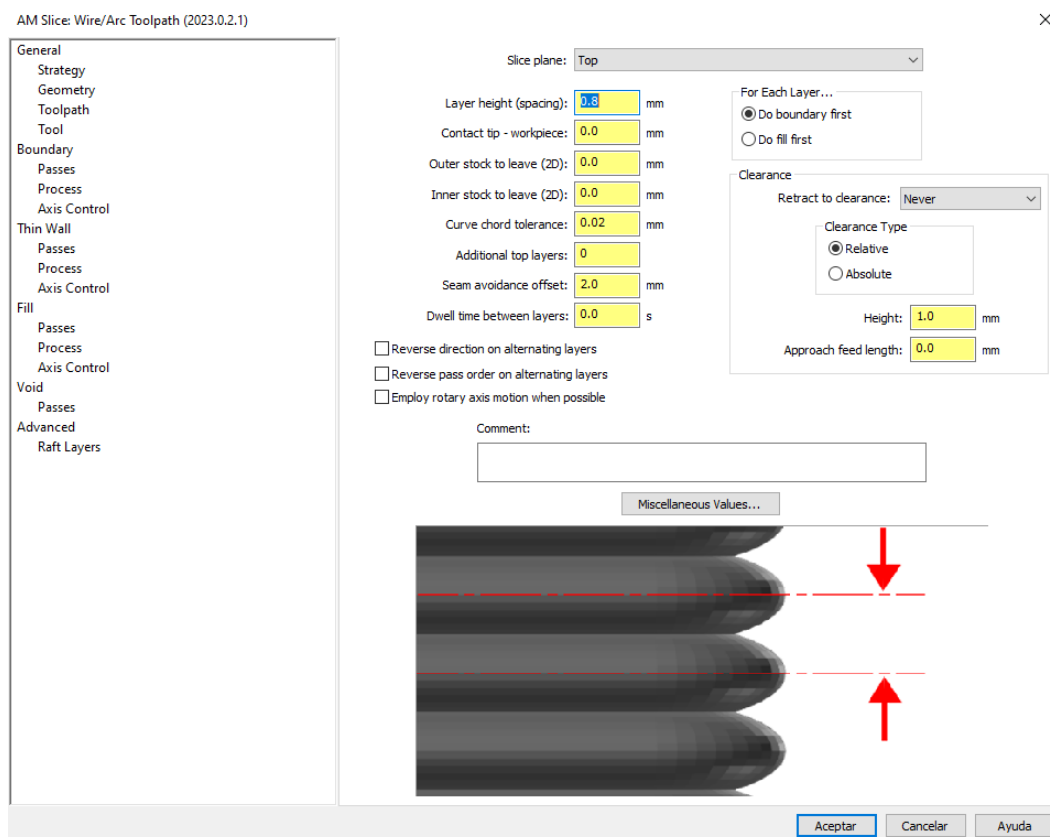 AM Slice: Wire/Arc Toolpath (2023.0.2.1)
General
Strategy
Geometry
Toolpath
Tool
Boundary
Passes
Process
Axis Control
Thin Wall
Passes
Process
Axis Control
Fill
Passes
Process
Axis Control
Void
Passes
Advanced
Raft Layers
Slice plane: Top
Layer height (spacing): 0.8 mm
Contact tip - workpiece: 0.0 mm
Outer stock to leave (2D): 0.0 mm
Inner stock to leave (2D): 0.0 mm
Curve chord tolerance: 0.02 mm
Additional top layers: 0
Seam avoidance offset: 2.0 mm
Dwell time between layers: 0.0 s
Reverse direction on alternating layers
Reverse pass order on alternating layers
Employ rotary axis motion when possible
For Each Layer...
Do boundary first
Do fill first
Clearance
Retract to clearance: Never
Clearance Type
Relative
Absolute
Height: 1.0 mm
Approach feed length: 0.0 mm
Comment:
Miscellaneous Values...
Aceptar Cancelar Ayuda